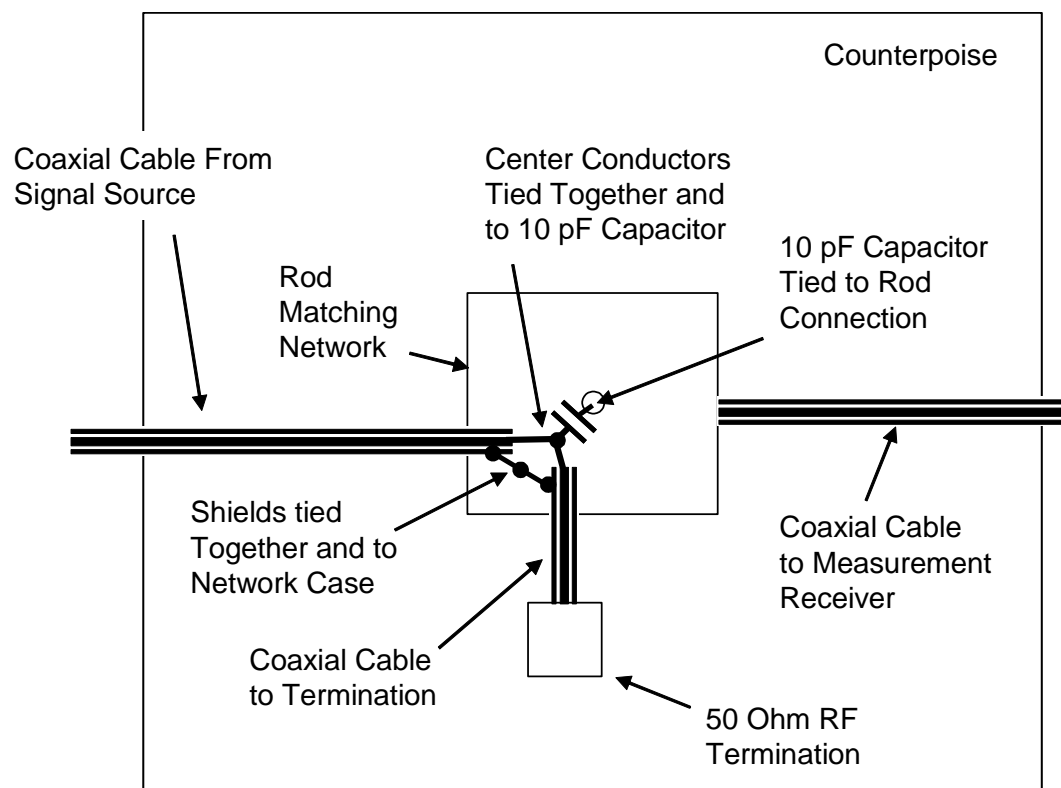 Counterpoise
Coaxial Cable From
Signal Source
Center Conductors
Tied Together and
to 10 pF Capacitor
10 pF Capacitor
Tied to Rod
Connection
Rod
Matching
Network
Shields tied
Together and to
Network Case
Coaxial Cable
to Measurement
Receiver
Coaxial Cable
to Termination
50 Ohm RF
Termination